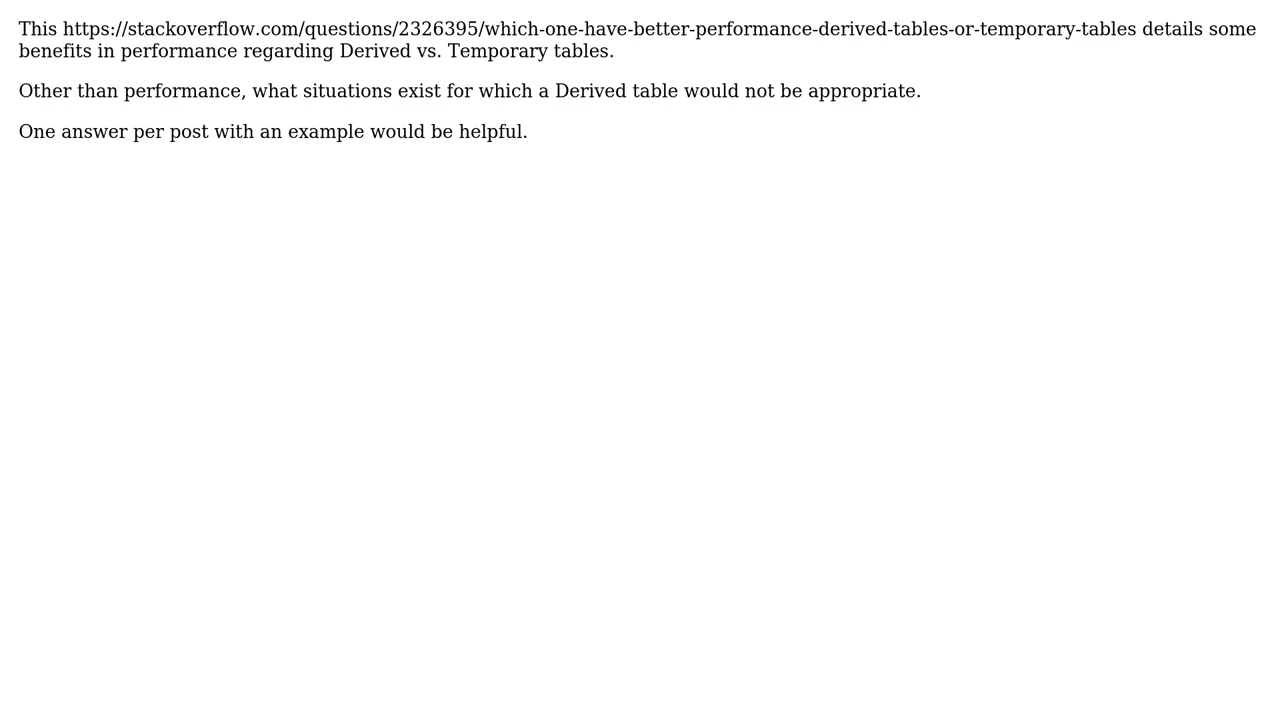 This https://stackoverflow.com/questions/2326395/which-one-have-better-performance-derived-tables-or-temporary-tables details some
benefits in performance regarding Derived vs. Temporary tables.
Other than performance, what situations exist for which a Derived table would not be appropriate.
One answer per post with an example would be helpful.